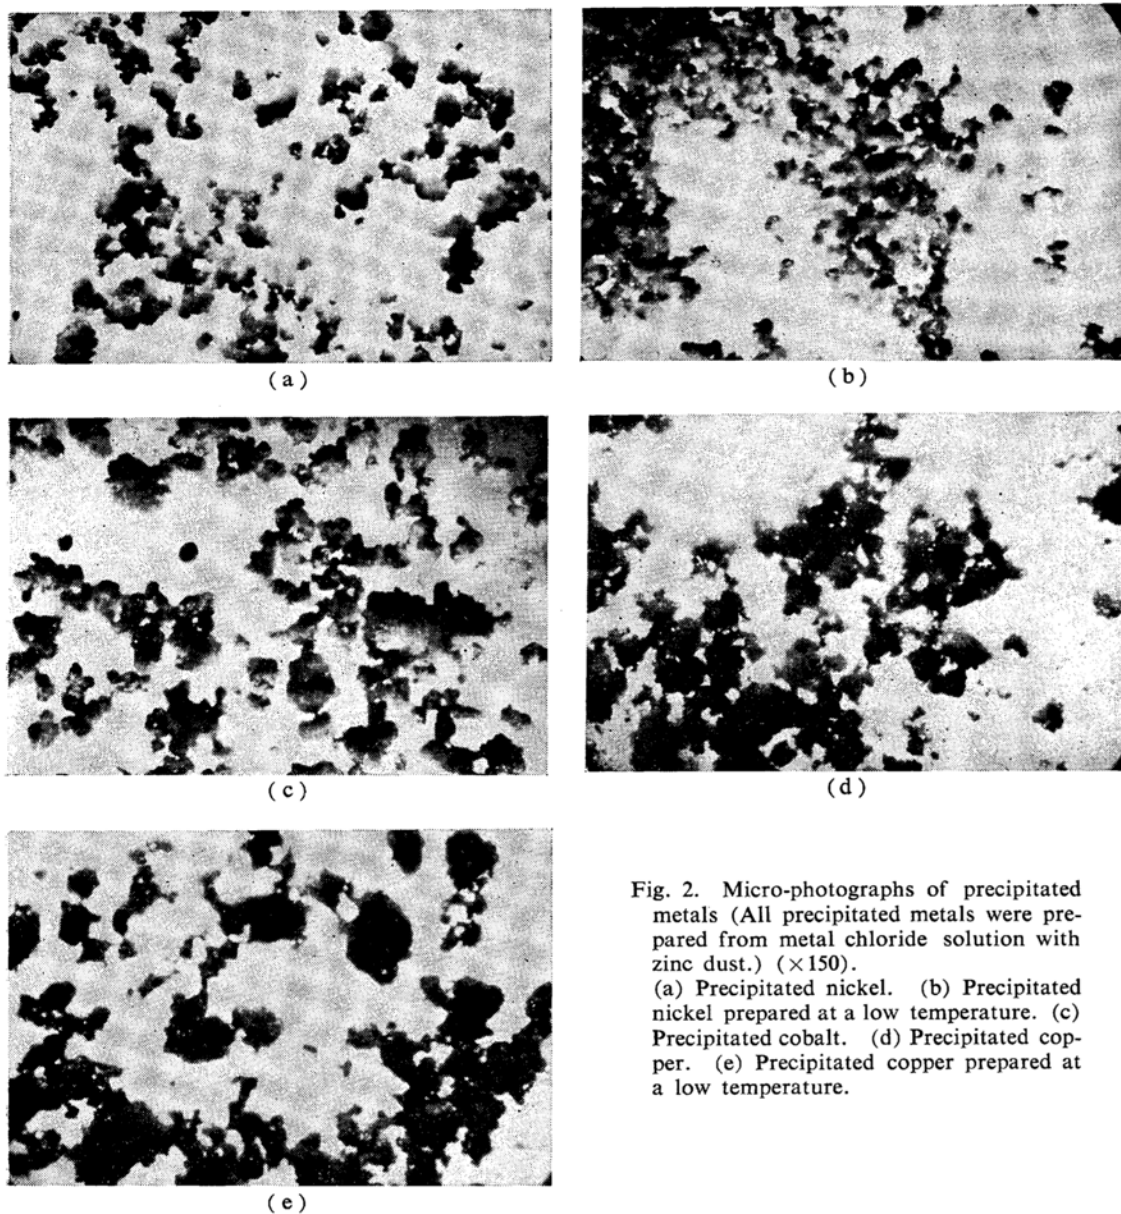 (a)
(b)
(c)
(d)
(e)
Fig. 2. Micro-photographs of precipitated
metals (All precipitated metals were pre-
pared from metal chloride solution with
zinc dust.) (×150).
(a) Precipitated nickel. (b) Precipitated
nickel prepared at a low temperature. (c)
Precipitated cobalt. (d) Precipitated cop-
per. (e) Precipitated copper prepared at
a low temperature.